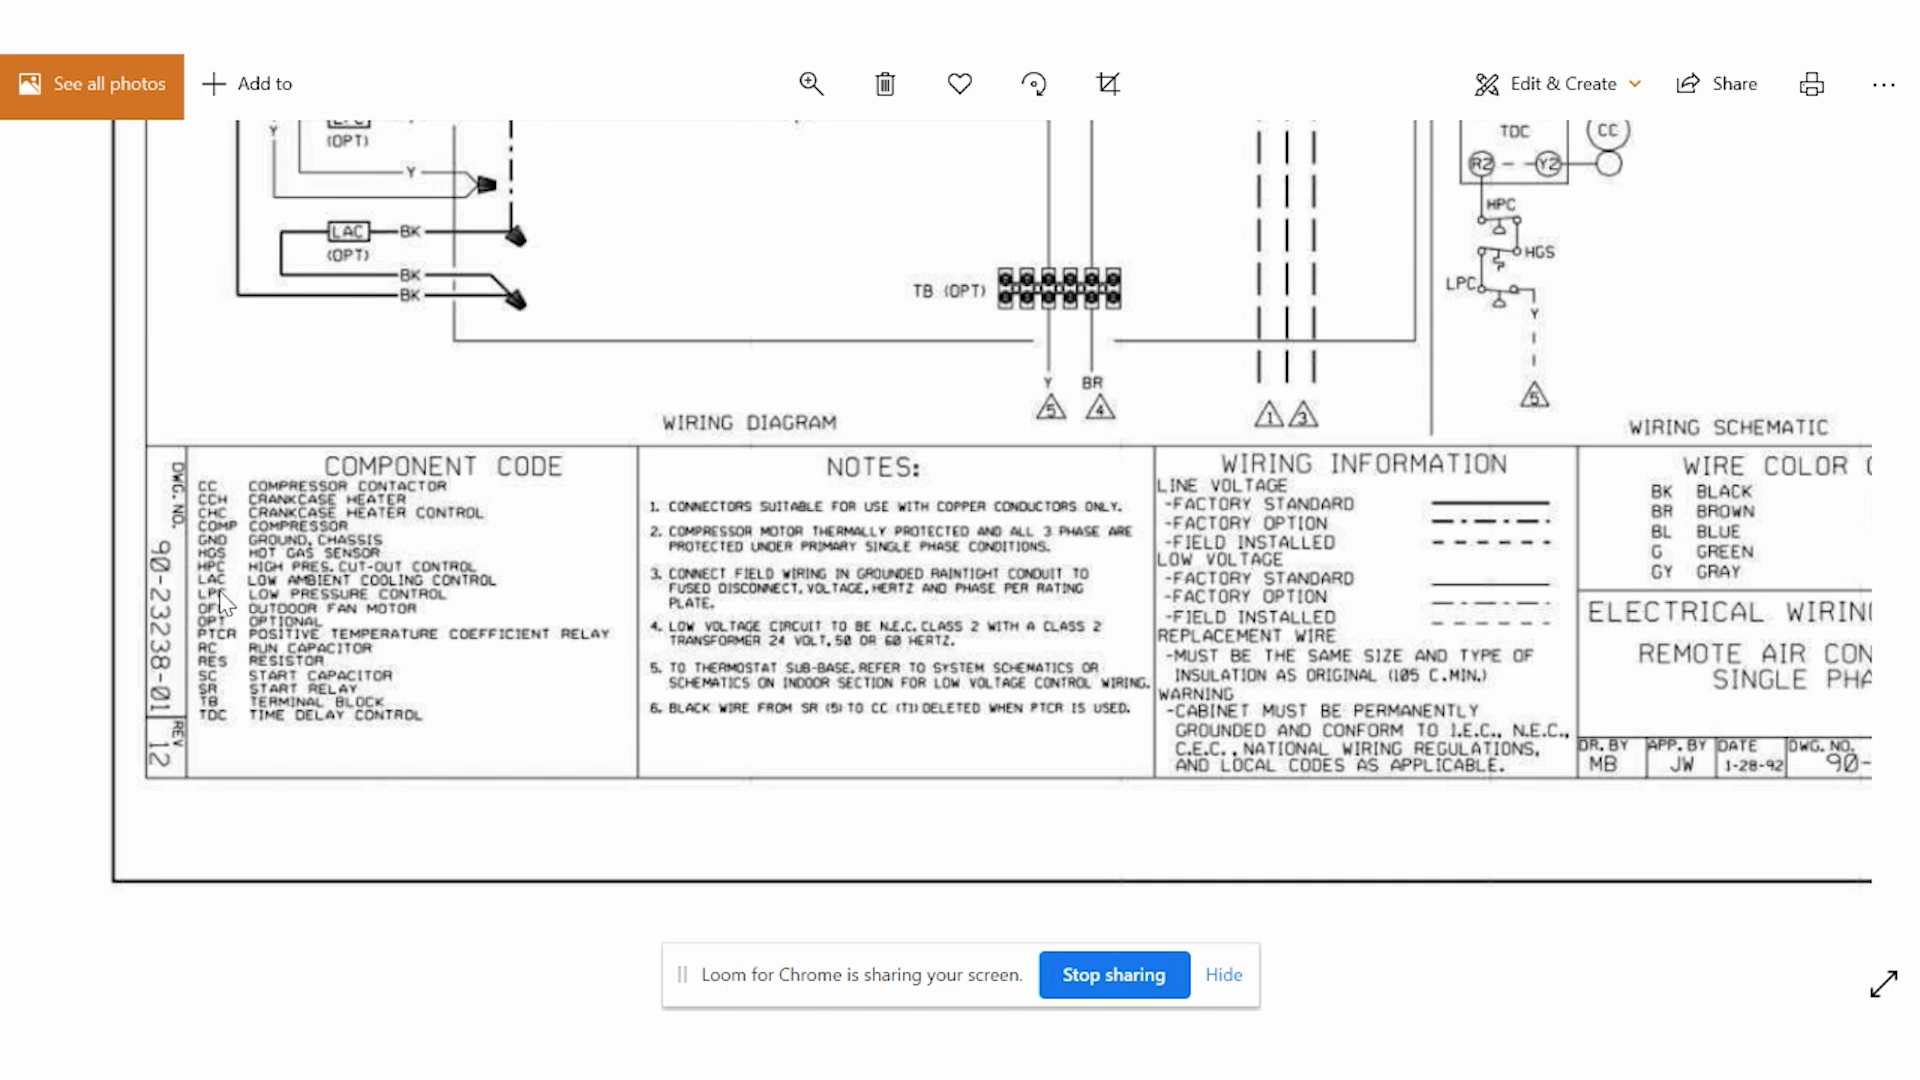 See all photos
Add to
Edit & Create
Share
Y
(OPT)
Y
LAC
BK
(OPT)
BK
BK
TB (OPT)
Y
BR
5
4
1
3
WIRING DIAGRAM
TDC
CC
R2
Y2
HPC
HGS
LPC
Y
5
WIRING SCHEMATIC
DWG. NO.
90-23238-01
REV
12
COMPONENT CODE
CC COMPRESSOR CONTACTOR
CCH CRANKCASE HEATER
CHC CRANKCASE HEATER CONTROL
COMP COMPRESSOR
GND GROUND, CHASSIS
HGS HOT GAS SENSOR
HPC HIGH PRES. CUT-OUT CONTROL
LAC LOW AMBIENT COOLING CONTROL
LOW PRESSURE CONTROL
OUTDOOR FAN MOTOR
OPT OPTIONAL
PTCR POSITIVE TEMPERATURE COEFFICIENT RELAY
RC RUN CAPACITOR
RES RESISTOR
SC START CAPACITOR
SR START RELAY
TB TERMINAL BLOCK
TDC TIME DELAY CONTROL
NOTES:
1. CONNECTORS SUITABLE FOR USE WITH COPPER CONDUCTORS ONLY.
2. COMPRESSOR MOTOR THERMALLY PROTECTED AND ALL 3 PHASE ARE
PROTECTED UNDER PRIMARY SINGLE PHASE CONDITIONS.
3. CONNECT FIELD WIRING IN GROUNDED RAINTIGHT CONDUIT TO
FUSED DISCONNECT, VOLTAGE, HERTZ AND PHASE PER RATING
PLATE.
4. LOW VOLTAGE CIRCUIT TO BE N.E.C. CLASS 2 WITH A CLASS 2
TRANSFORMER 24 VOLT, 50 OR 60 HERTZ.
5. TO THERMOSTAT SUB-BASE. REFER TO SYSTEM SCHEMATICS OR
SCHEMATICS ON INDOOR SECTION FOR LOW VOLTAGE CONTROL WIRING.
6. BLACK WIRE FROM SR (5) TO CC (T1) DELETED WHEN PTCR IS USED.
WIRING INFORMATION
LINE VOLTAGE
-FACTORY STANDARD
-FACTORY OPTION
-FIELD INSTALLED
LOW VOLTAGE
-FACTORY STANDARD
-FACTORY OPTION
-FIELD INSTALLED
REPLACEMENT WIRE
-MUST BE THE SAME SIZE AND TYPE OF
INSULATION AS ORIGINAL (105 C.MIN.)
WARNING
-CABINET MUST BE PERMANENTLY
GROUNDED AND CONFORM TO I.E.C., N.E.C.,
C.E.C., NATIONAL WIRING REGULATIONS,
AND LOCAL CODES AS APPLICABLE.
WIRE COLOR
BK BLACK
BR BROWN
BL BLUE
G GREEN
GY GRAY
ELECTRICAL WIRING
REMOTE AIR CON
SINGLE PHA
DR. BY APP. BY DATE DWG. NO.
MB JW 1-28-92 90-
Loom for Chrome is sharing your screen.
Stop sharing
Hide